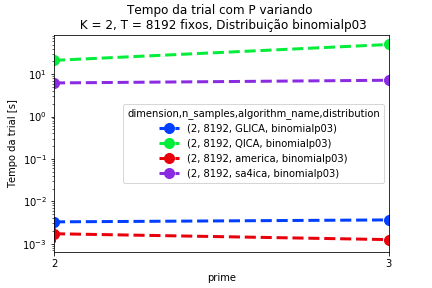 Tempo da trial com P variando
K = 2, T = 8192 fixos, Distribuição binomialp03
Tempo da trial [s]
10¹
10⁰
10⁻¹
10⁻²
10⁻³
dimension,n_samples,algorithm_name,distribution
(2, 8192, GLICA, binomialp03)
(2, 8192, QICA, binomialp03)
(2, 8192, america, binomialp03)
(2, 8192, sa4ica, binomialp03)
2
3
prime